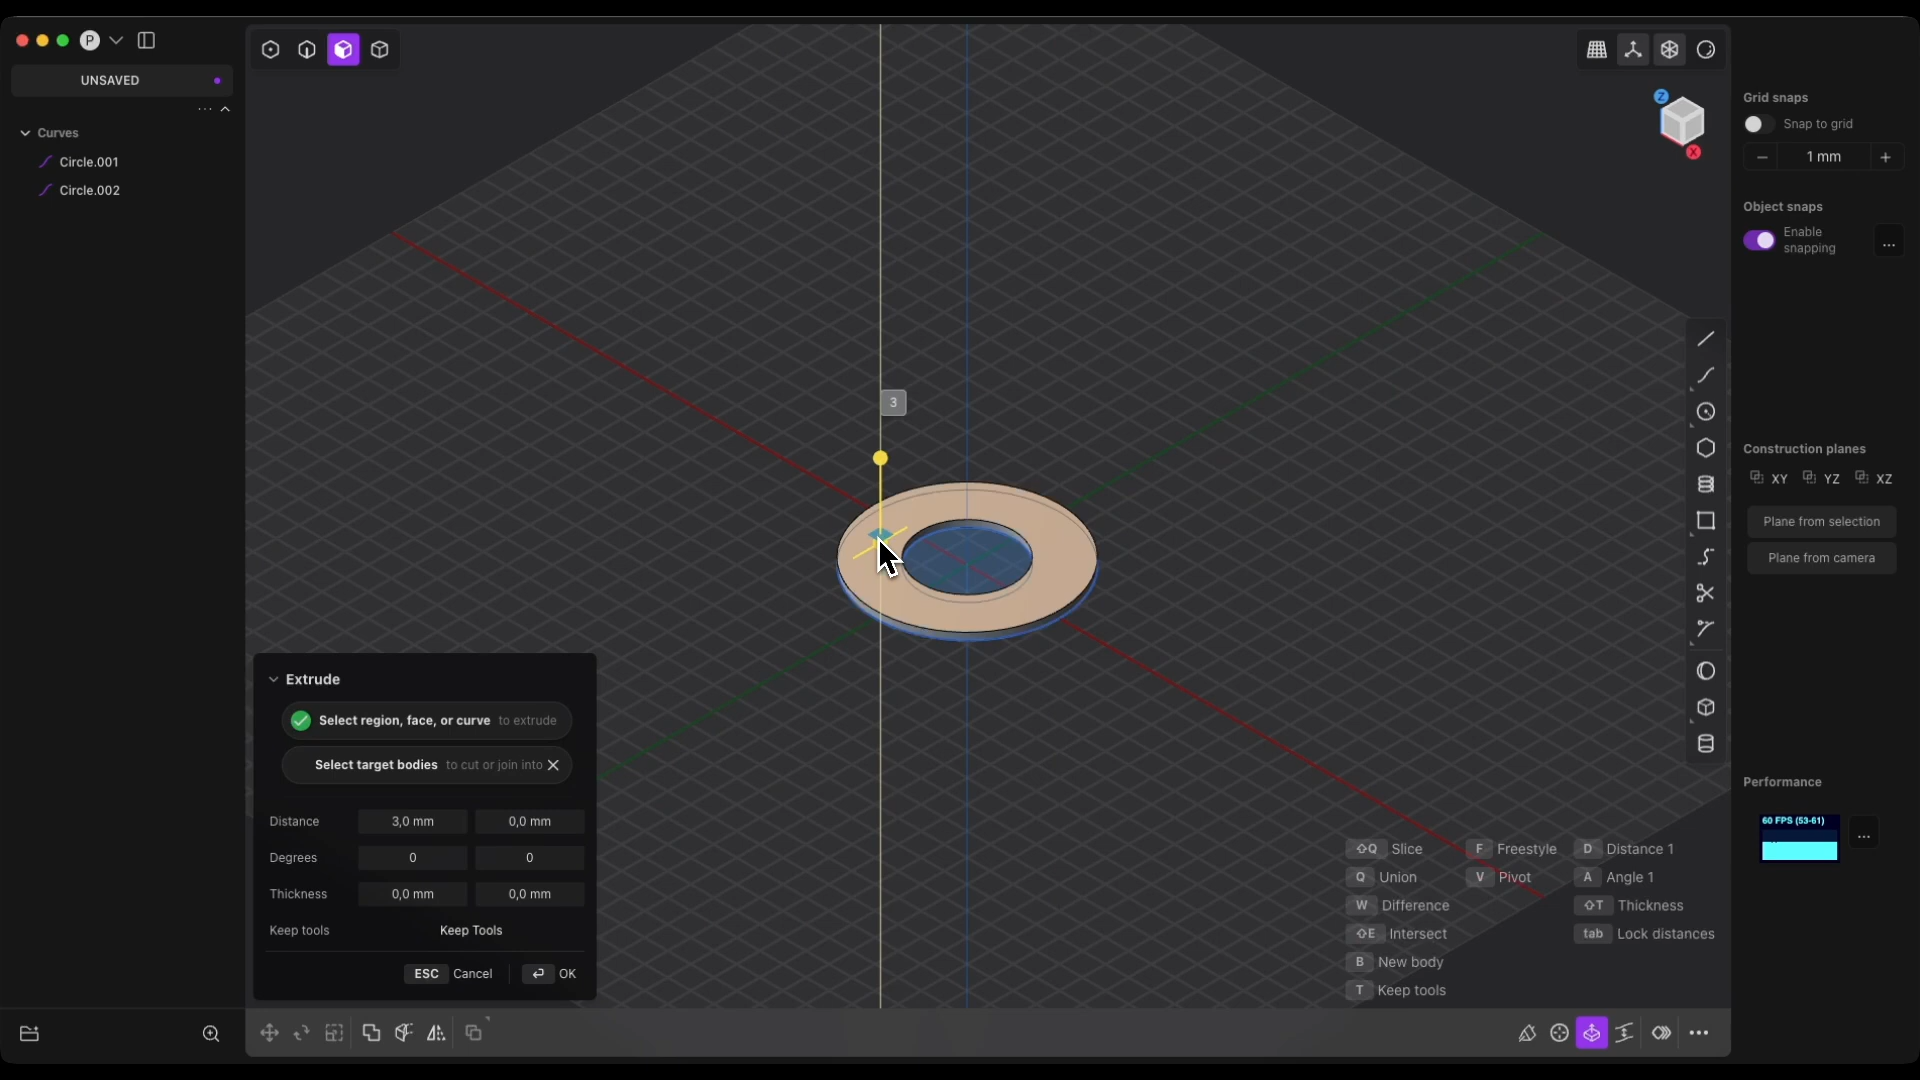 P
UNSAVED
Curves
Circle.001
Circle.002
Z
X
3
Grid snaps
Snap to grid
1 mm
Object snaps
Enable
snapping
...
Construction planes
XY YZ XZ
Plane from selection
Plane from camera
Performance
60 FPS (53-61)
...
Extrude
Select region, face, or curve to extrude
Select target bodies to cut or join into
Distance 3,0 mm 0,0 mm
Degrees 0 0
Thickness 0,0 mm 0,0 mm
Keep tools Keep Tools
ESC Cancel OK
⇧Q Slice F Freestyle D Distance 1
Q Union V Pivot A Angle 1
W Difference ⇧T Thickness
⇧E Intersect tab Lock distances
B New body
T Keep tools